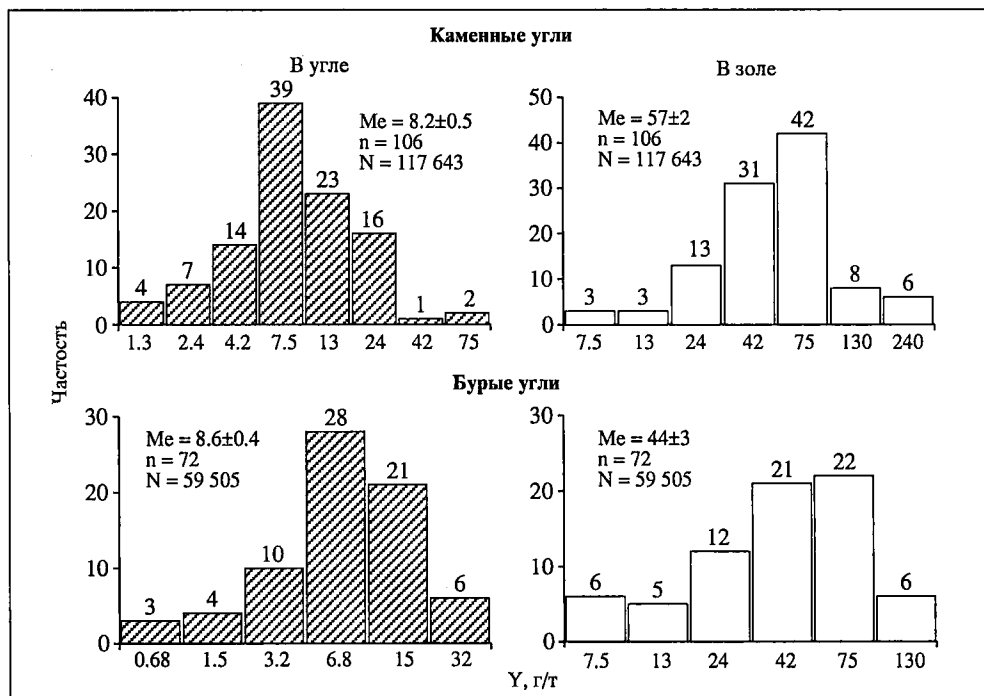 Каменные угли
В угле
В золе
Частость
40
30
20
10
0
4
7
14
39
23
16
1
2
Me = 8.2±0.5
n = 106
N = 117 643
1.3 2.4 4.2 7.5 13 24 42 75
50
40
30
20
10
0
Me = 57±2
n = 106
N = 117 643
3
3
13
31
42
8
6
7.5 13 24 42 75 130 240
Бурые угли
30
20
10
0
Me = 8.6±0.4
n = 72
N = 59 505
3
4
10
28
21
6
0.68 1.5 3.2 6.8 15 32
30
20
10
0
Me = 44±3
n = 72
N = 59 505
6
5
12
21
22
6
7.5 13 24 42 75 130
Y, г/т